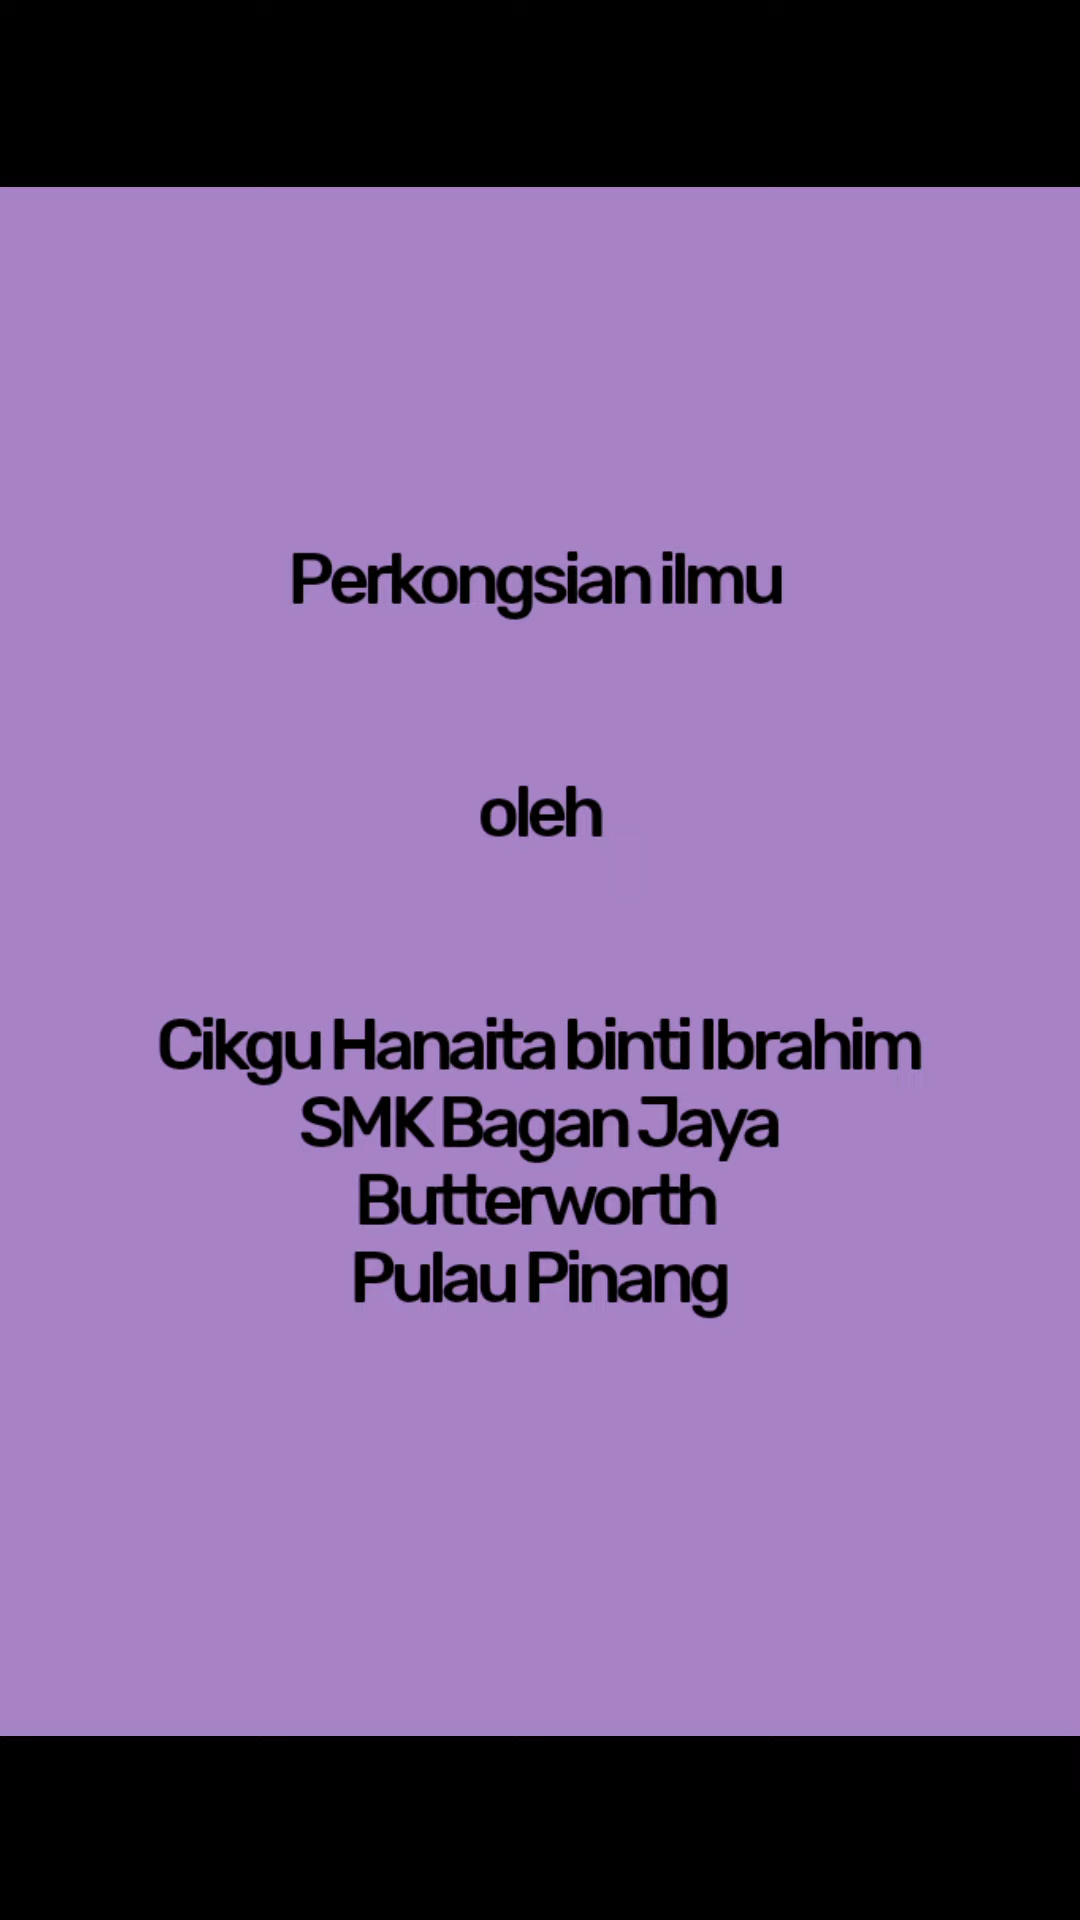 Perkongsian ilmu
oleh
Cikgu Hanaita binti Ibrahim
SMK Bagan Jaya
Butterworth
Pulau Pinang